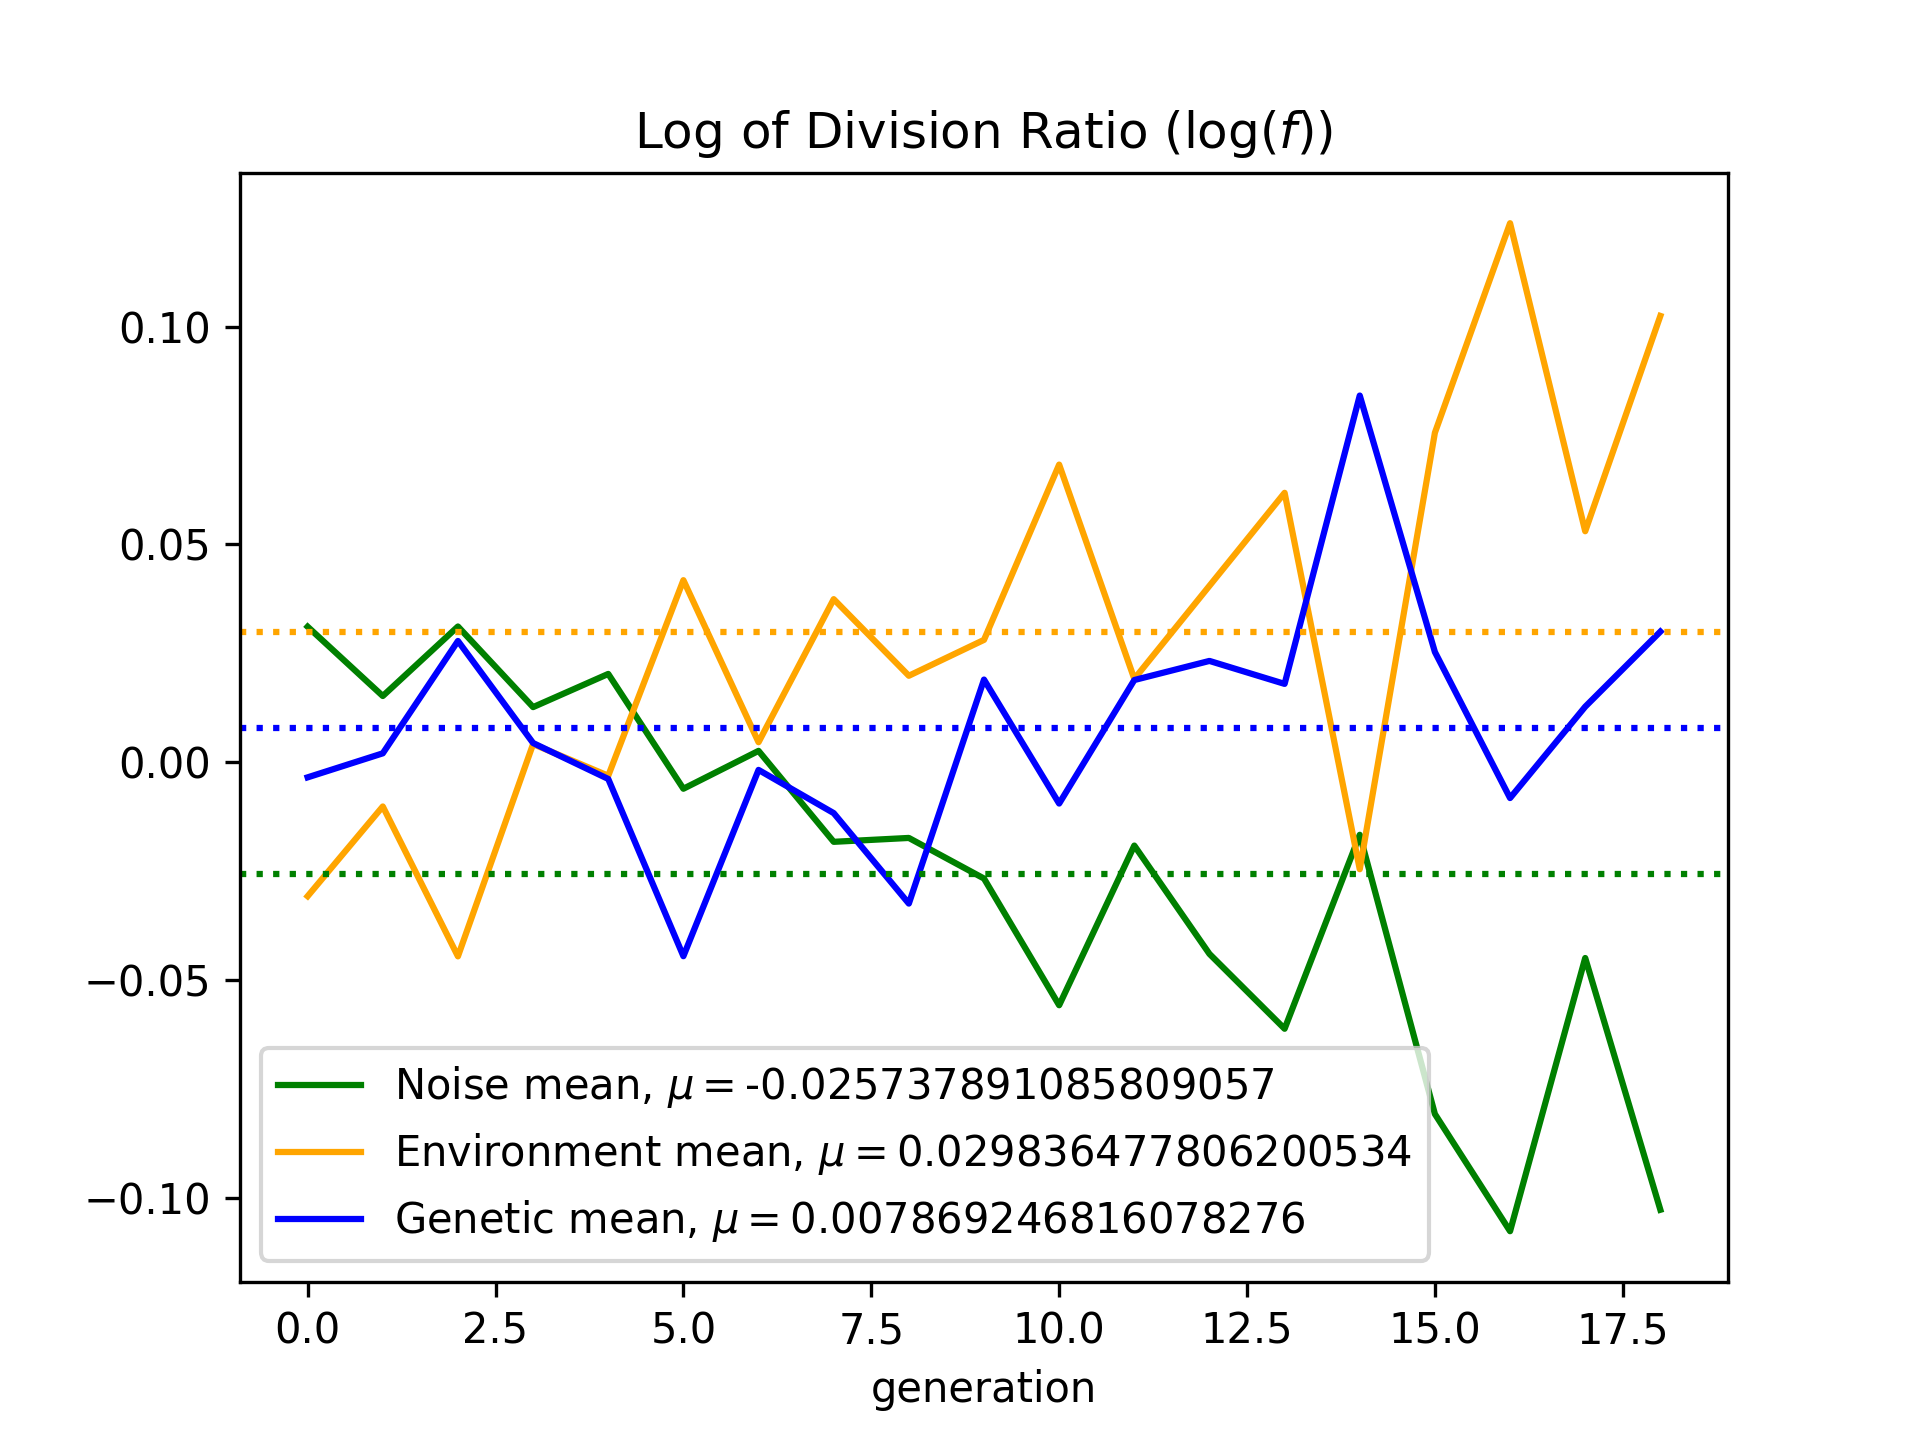 Log of Division Ratio (log(f))
0.10
0.05
0.00
−0.05
−0.10
Noise mean, μ = -0.025737891085809057
Environment mean, μ = 0.029836477806200534
Genetic mean, μ = 0.007869246816078276
0.0 2.5 5.0 7.5 10.0 12.5 15.0 17.5
generation